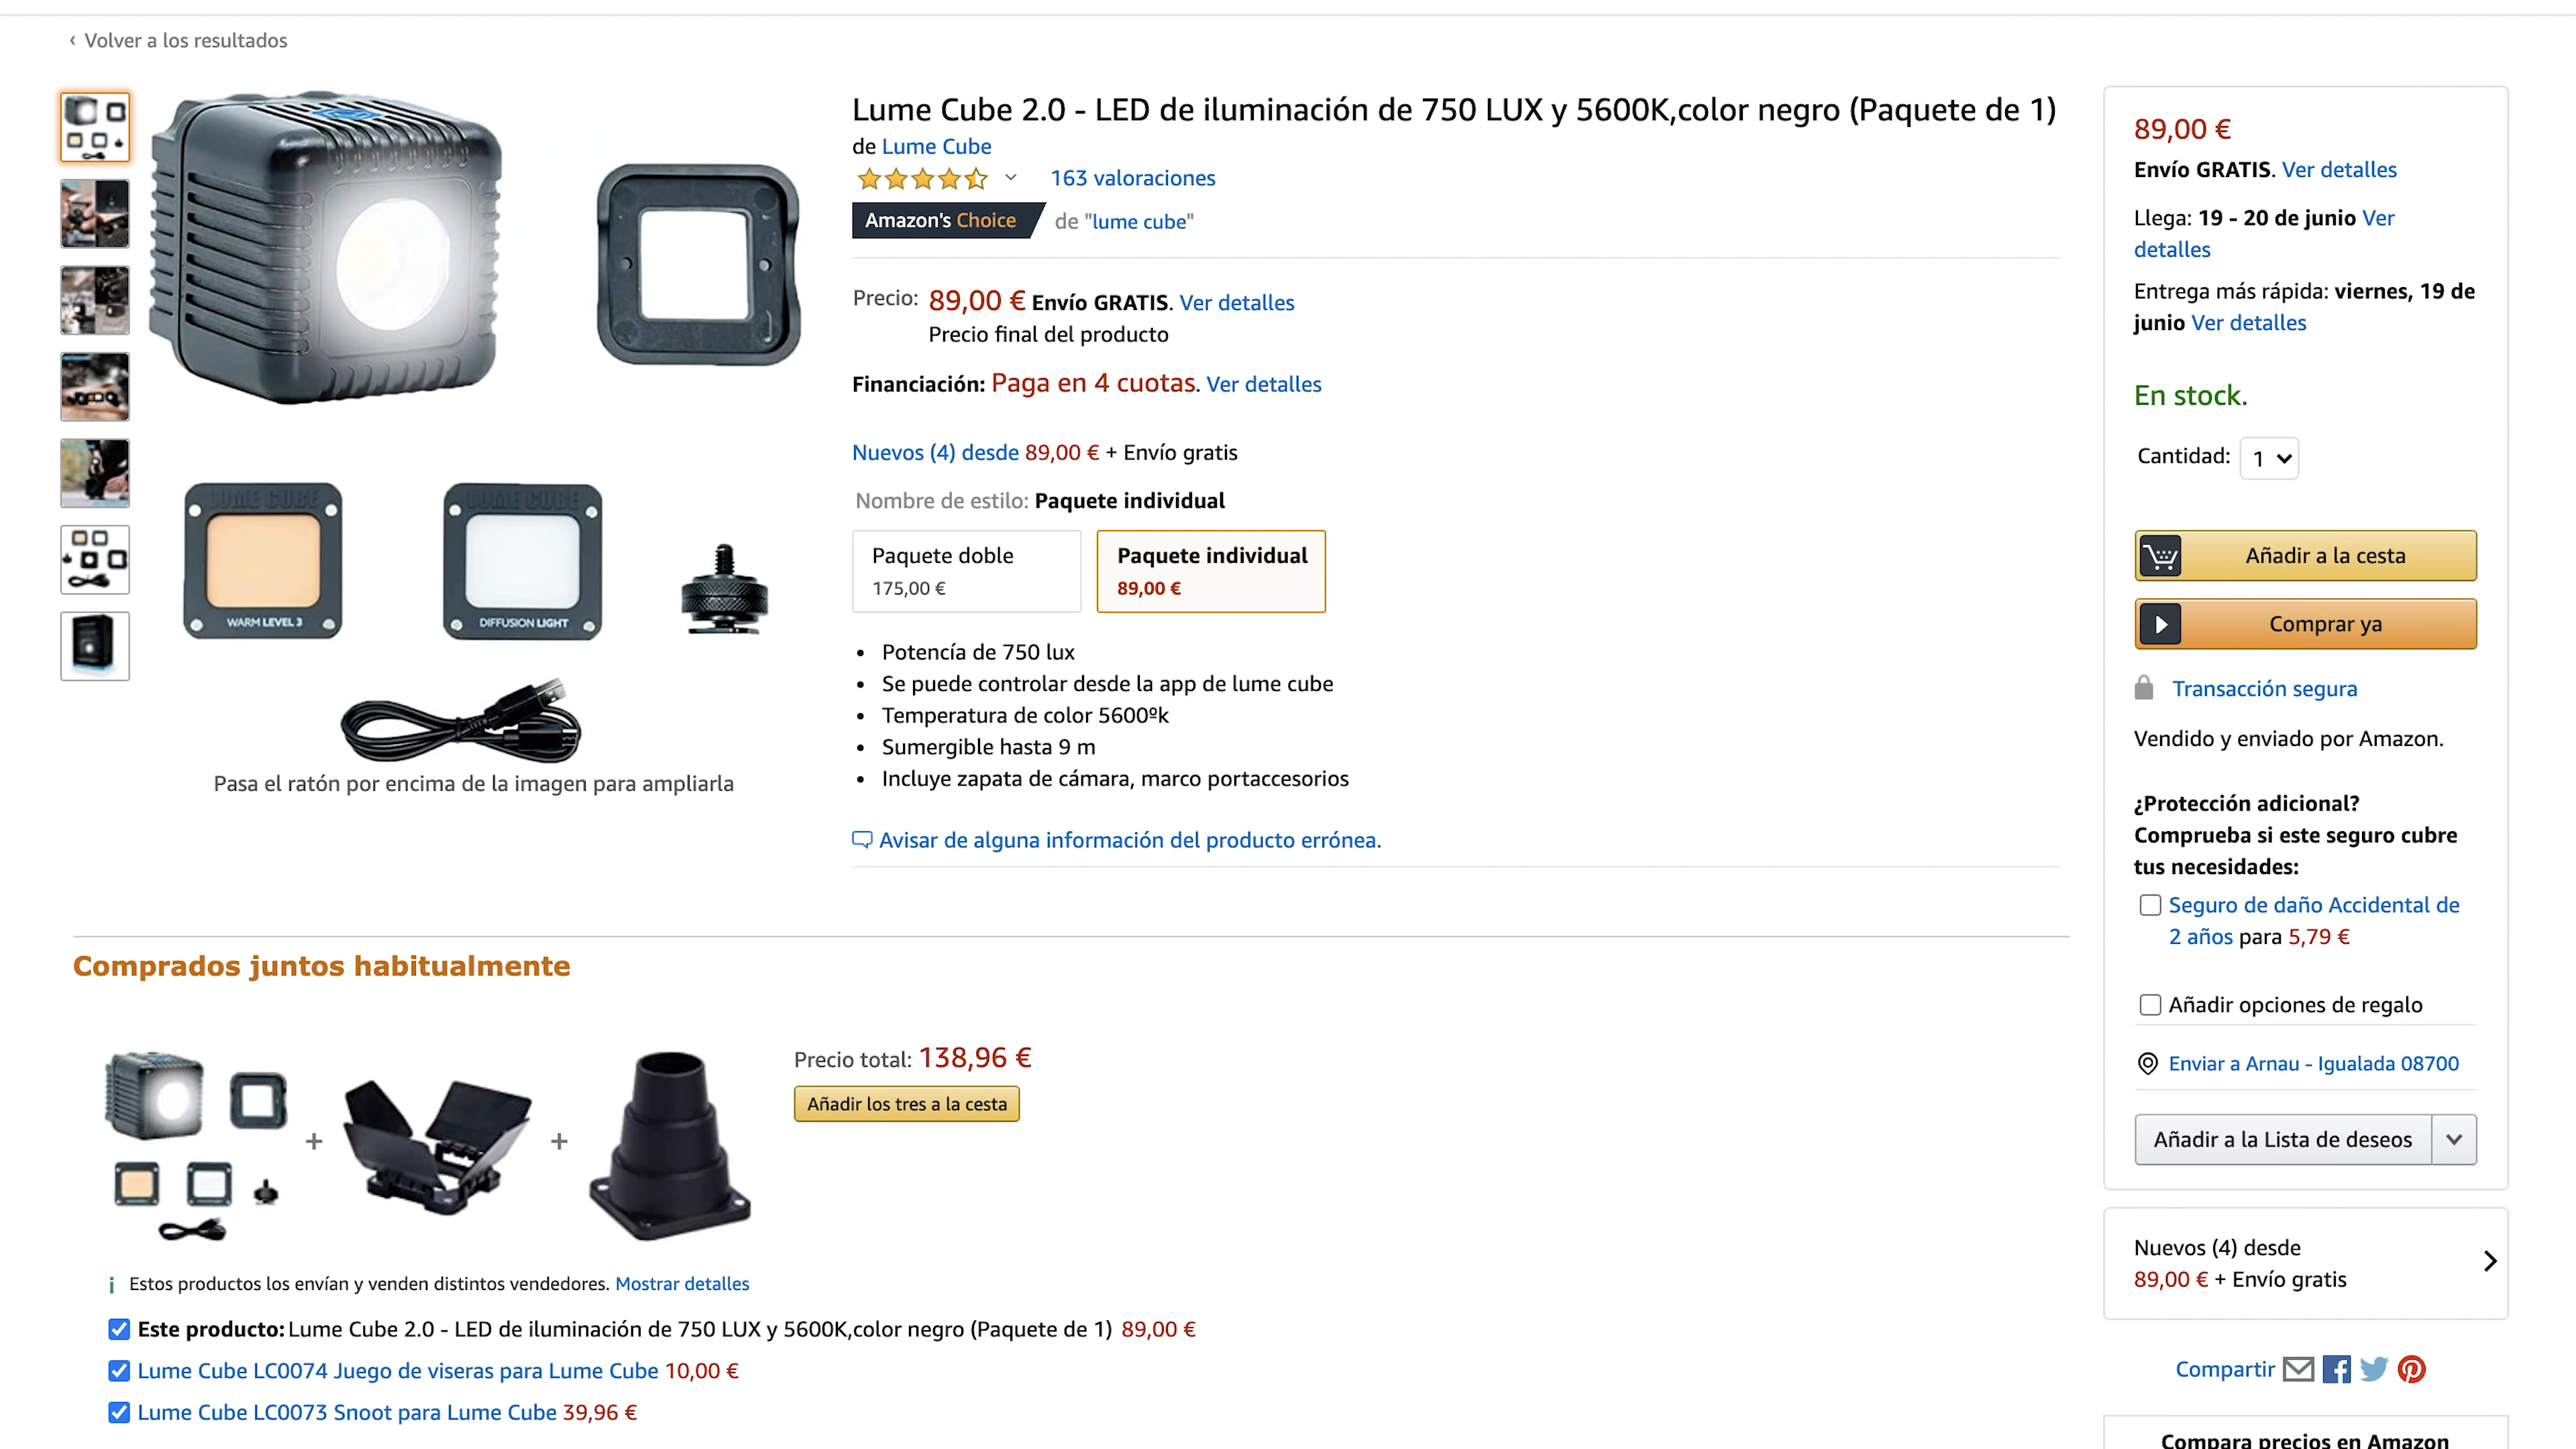 ‹ Volver a los resultados
WARM LEVEL 3
DIFFUSION LIGHT
Pasa el ratón por encima de la imagen para ampliarla
Lume Cube 2.0 - LED de iluminación de 750 LUX y 5600K,color negro (Paquete de 1)
de Lume Cube
163 valoraciones
Amazon's Choice de "lume cube"
Precio: 89,00 € Envío GRATIS. Ver detalles
Precio final del producto
Financiación: Paga en 4 cuotas. Ver detalles
Nuevos (4) desde 89,00 € + Envío gratis
Nombre de estilo: Paquete individual
Paquete doble
175,00 €
Paquete individual
89,00 €
• Potencía de 750 lux
• Se puede controlar desde la app de lume cube
• Temperatura de color 5600ºk
• Sumergible hasta 9 m
• Incluye zapata de cámara, marco portaccesorios
Avisar de alguna información del producto errónea.
89,00 €
Envío GRATIS. Ver detalles
Llega: 19 - 20 de junio Ver
detalles
Entrega más rápida: viernes, 19 de
junio Ver detalles
En stock.
Cantidad: 1
Añadir a la cesta
Comprar ya
Transacción segura
Vendido y enviado por Amazon.
¿Protección adicional?
Comprueba si este seguro cubre
tus necesidades:
Seguro de daño Accidental de
2 años para 5,79 €
Añadir opciones de regalo
Enviar a Arnau - Igualada 08700
Añadir a la Lista de deseos
Nuevos (4) desde
89,00 € + Envío gratis
Compartir
Compara precios en Amazon
Comprados juntos habitualmente
+
+
Precio total: 138,96 €
Añadir los tres a la cesta
i Estos productos los envían y venden distintos vendedores. Mostrar detalles
Este producto: Lume Cube 2.0 - LED de iluminación de 750 LUX y 5600K,color negro (Paquete de 1) 89,00 €
Lume Cube LC0074 Juego de viseras para Lume Cube 10,00 €
Lume Cube LC0073 Snoot para Lume Cube 39,96 €